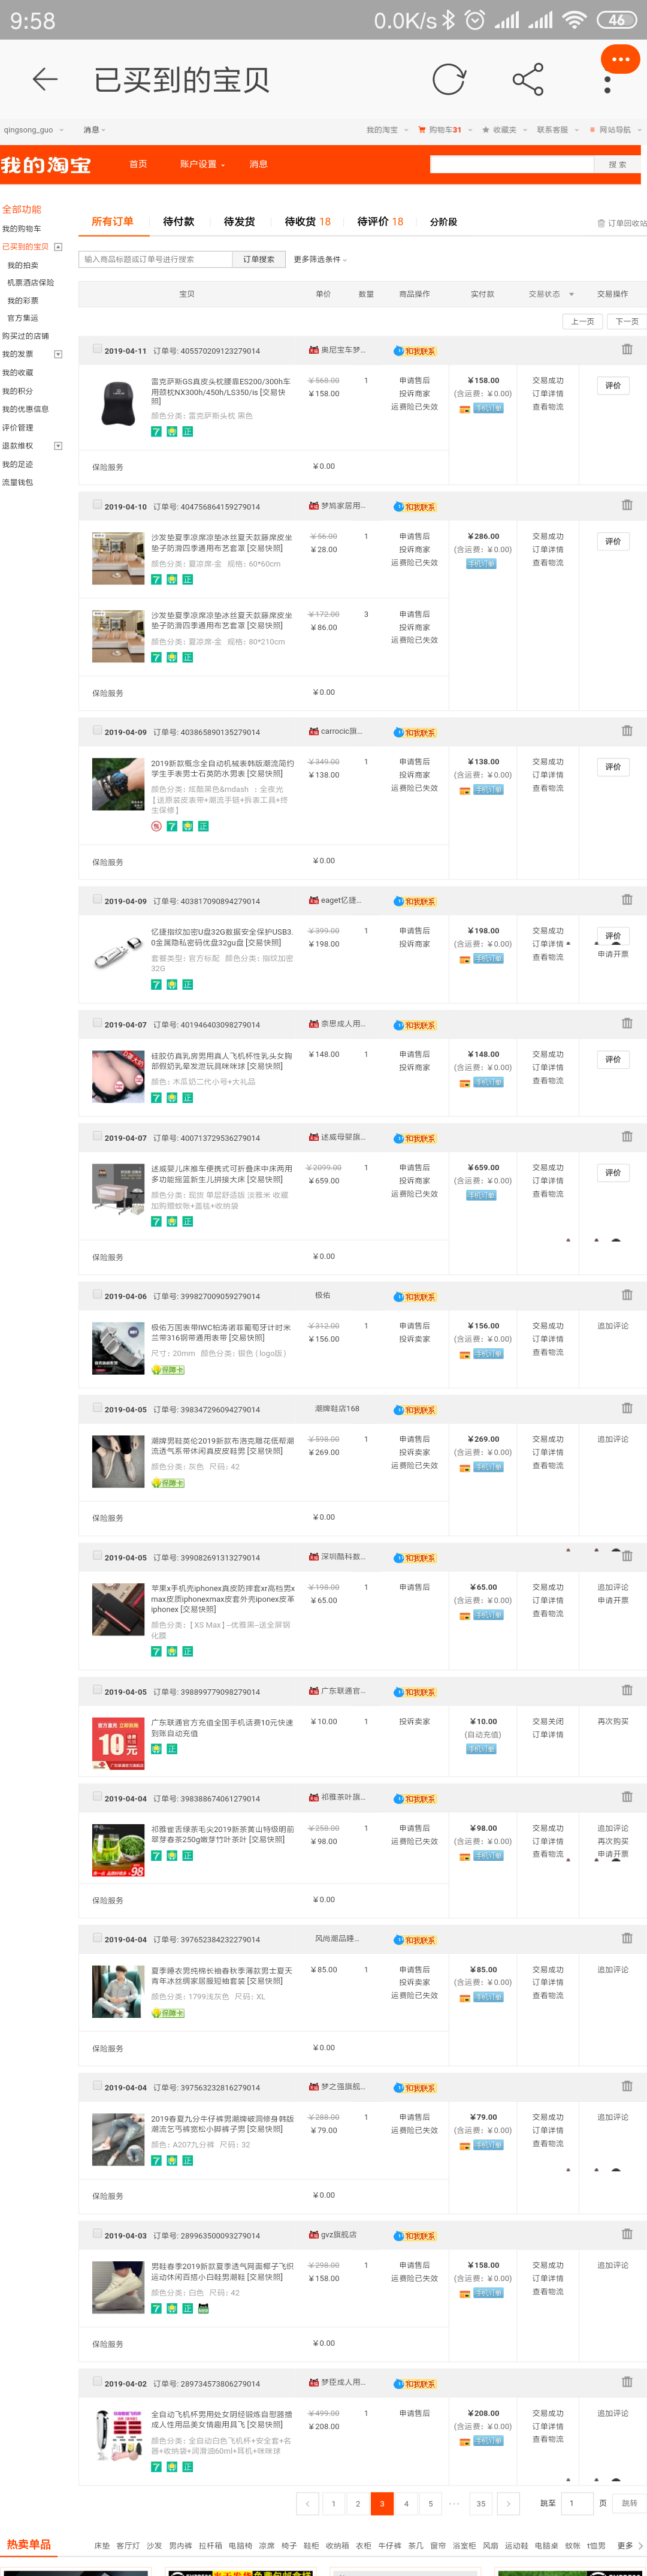 9:58
0.0K/s
46
已买到的宝贝
qingsong_guo
消息
我的淘宝
购物车31
收藏夹
联系客服
网站导航
我的淘宝
首页
账户设置
消息
搜 索
全部功能
我的购物车
已买到的宝贝
我的拍卖
机票酒店保险
我的彩票
官方集运
购买过的店铺
我的发票
我的收藏
我的积分
我的优惠信息
评价管理
退款维权
我的足迹
流量钱包
所有订单
待付款
待发货
待收货 18
待评价 18
分阶段
订单回收站
输入商品标题或订单号进行搜索
订单搜索
更多筛选条件
宝贝
单价
数量
商品操作
实付款
交易状态
交易操作
上一页
下一页
2019-04-11 订单号: 405570209123279014
奥尼宝车梦...
和我联系
雷克萨斯GS真皮头枕腰靠ES200/300h车
用颈枕NX300h/450h/LS350/is [交易快
照]
颜色分类：雷克萨斯头枕 黑色
￥568.00
￥158.00
1
申请售后
投诉商家
运费险已失效
￥158.00
(含运费：￥0.00)
手机订单
交易成功
订单详情
查看物流
评价
保险服务
￥0.00
2019-04-10 订单号: 404756864159279014
梦鸠家居用...
和我联系
沙发垫夏季凉席凉垫冰丝夏天款藤席皮坐
垫子防滑四季通用布艺套罩 [交易快照]
颜色分类：夏凉席-金 规格：60*60cm
￥56.00
￥28.00
1
申请售后
投诉商家
运费险已失效
￥286.00
(含运费：￥0.00)
手机订单
交易成功
订单详情
查看物流
评价
沙发垫夏季凉席凉垫冰丝夏天款藤席皮坐
垫子防滑四季通用布艺套罩 [交易快照]
颜色分类：夏凉席-金 规格：80*210cm
￥172.00
￥86.00
3
申请售后
投诉商家
运费险已失效
保险服务
￥0.00
2019-04-09 订单号: 403865890135279014
carrocic旗...
和我联系
2019新款概念全自动机械表韩版潮流简约
学生手表男士石英防水男表 [交易快照]
颜色分类：炫酷黑色&mdash ：全夜光
【送原装皮表带+潮流手链+拆表工具+终
生保修】
￥349.00
￥138.00
1
申请售后
投诉商家
运费险已失效
￥138.00
(含运费：￥0.00)
手机订单
交易成功
订单详情
查看物流
评价
保险服务
￥0.00
2019-04-09 订单号: 403817090894279014
eaget忆捷...
和我联系
忆捷指纹加密U盘32G数据安全保护USB3.
0金属隐私密码优盘32gu盘 [交易快照]
套餐类型：官方标配 颜色分类：指纹加密
32G
￥399.00
￥198.00
1
申请售后
投诉商家
￥198.00
(含运费：￥0.00)
手机订单
交易成功
订单详情
查看物流
评价
申请开票
2019-04-07 订单号: 401946403098279014
奈思成人用...
和我联系
硅胶仿真乳房男用真人飞机杯性乳头女胸
部假奶乳晕发泄玩具咪咪球 [交易快照]
颜色：木瓜奶二代小号+大礼品
￥148.00
1
申请售后
投诉商家
￥148.00
(含运费：￥0.00)
手机订单
交易成功
订单详情
查看物流
评价
2019-04-07 订单号: 400713729536279014
述威母婴旗...
和我联系
述威婴儿床推车便携式可折叠床中床两用
多功能摇篮新生儿拼接大床 [交易快照]
颜色分类：现货 单层舒适版 淡雅米 收藏
加购赠蚊帐+盖毯+收纳袋
￥2099.00
￥659.00
1
申请售后
投诉商家
运费险已失效
￥659.00
(含运费：￥0.00)
手机订单
交易成功
订单详情
查看物流
评价
保险服务
￥0.00
2019-04-06 订单号: 399827009059279014
极佑
和我联系
极佑万国表带IWC柏涛诺菲葡萄牙计时米
兰带316钢带通用表带 [交易快照]
尺寸：20mm 颜色分类：银色 ( logo版)
保障卡
￥312.00
￥156.00
1
申请售后
投诉卖家
￥156.00
(含运费：￥0.00)
手机订单
交易成功
订单详情
查看物流
追加评论
2019-04-05 订单号: 398347296094279014
潮牌鞋店168
和我联系
潮牌男鞋英伦2019新款布洛克雕花低帮潮
流透气系带休闲真皮皮鞋男 [交易快照]
颜色分类：灰色 尺码：42
保障卡
￥598.00
￥269.00
1
申请售后
投诉卖家
运费险已失效
￥269.00
(含运费：￥0.00)
手机订单
交易成功
订单详情
查看物流
追加评论
保险服务
￥0.00
2019-04-05 订单号: 399082691313279014
深圳酷科数...
和我联系
苹果x手机壳iphonex真皮防摔套xr高档男x
max皮质iphonexmax皮套外壳iponex皮革
iphonex [交易快照]
颜色分类：【XS Max】--优雅黑--送全屏钢
化膜
￥198.00
￥65.00
1
申请售后
￥65.00
(含运费：￥0.00)
手机订单
交易成功
订单详情
查看物流
追加评论
申请开票
2019-04-05 订单号: 398899779098279014
广东联通官...
和我联系
广东联通官方充值全国手机话费10元快速
到账自动充值
￥10.00
1
投诉卖家
￥10.00
(自动充值)
手机订单
交易关闭
订单详情
再次购买
2019-04-04 订单号: 398388674061279014
祁雅茶叶旗...
和我联系
祁雅雀舌绿茶毛尖2019新茶黄山特级明前
翠芽春茶250g嫩芽竹叶茶叶 [交易快照]
￥258.00
￥98.00
1
申请售后
运费险已失效
￥98.00
(含运费：￥0.00)
手机订单
交易成功
订单详情
查看物流
追加评论
再次购买
申请开票
保险服务
￥0.00
2019-04-04 订单号: 397652384232279014
风尚潮品睡...
和我联系
夏季睡衣男纯棉长袖春秋季薄款男士夏天
青年冰丝绸家居服短袖套装 [交易快照]
颜色分类：1799浅灰色 尺码：XL
保障卡
￥85.00
1
申请售后
投诉卖家
运费险已失效
￥85.00
(含运费：￥0.00)
手机订单
交易成功
订单详情
查看物流
追加评论
保险服务
￥0.00
2019-04-04 订单号: 397563232816279014
梦之强旗舰...
和我联系
2019春夏九分牛仔裤男潮牌破洞修身韩版
潮流乞丐裤宽松小脚裤子男 [交易快照]
颜色：A207九分裤 尺码：32
￥288.00
￥79.00
1
申请售后
运费险已失效
￥79.00
(含运费：￥0.00)
手机订单
交易成功
订单详情
查看物流
追加评论
保险服务
￥0.00
2019-04-03 订单号: 289963500093279014
gvz旗舰店
和我联系
男鞋春季2019新款夏季透气网面椰子飞织
运动休闲百搭小白鞋男潮鞋 [交易快照]
颜色分类：白色 尺码：42
￥298.00
￥158.00
1
申请售后
运费险已失效
￥158.00
(含运费：￥0.00)
手机订单
交易成功
订单详情
查看物流
追加评论
保险服务
￥0.00
2019-04-02 订单号: 289734573806279014
梦臣成人用...
和我联系
全自动飞机杯男用处女阴经锻炼自慰器撸
成人性用品美女情趣用具飞 [交易快照]
颜色分类：全自动白色飞机杯+安全套+名
器+收纳袋+润滑油60ml+耳机+咪咪球
￥499.00
￥208.00
1
申请售后
￥208.00
(含运费：￥0.00)
手机订单
交易成功
订单详情
查看物流
追加评论
1 2 3 4 5 ··· 35
跳至 1 页 跳转
热卖单品
床垫 客厅灯 沙发 男内裤 拉杆箱 电脑椅 凉席 椅子 鞋柜 收纳箱 衣柜 牛仔裤 茶几 窗帘 浴室柜 风扇 运动鞋 电脑桌 蚊帐 t恤男 更多